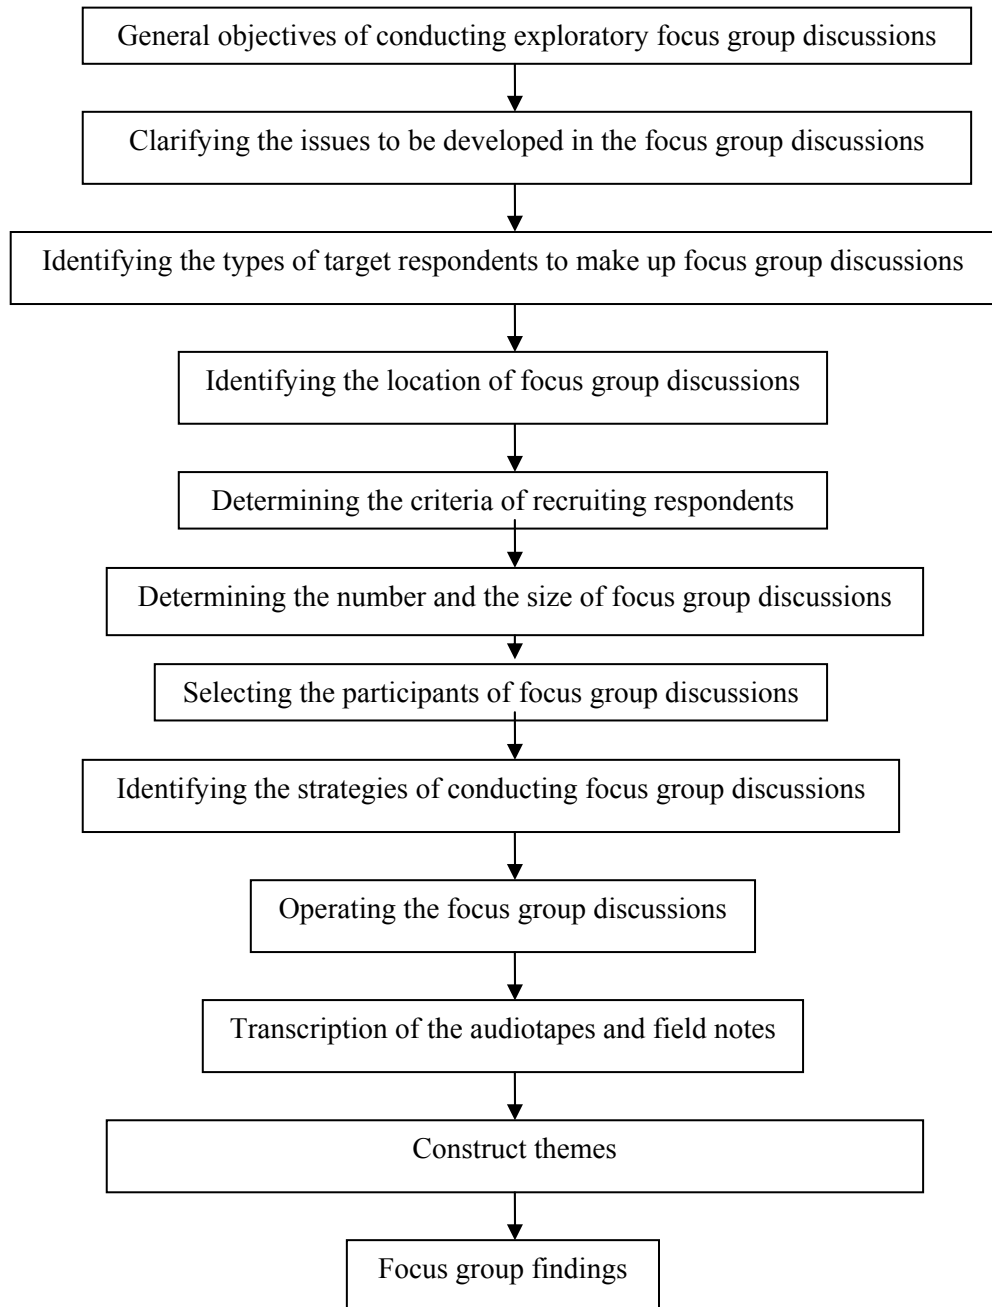 General objectives of conducting exploratory focus group discussions
Clarifying the issues to be developed in the focus group discussions
Identifying the types of target respondents to make up focus group discussions
Identifying the location of focus group discussions
Determining the criteria of recruiting respondents
Determining the number and the size of focus group discussions
Selecting the participants of focus group discussions
Identifying the strategies of conducting focus group discussions
Operating the focus group discussions
Transcription of the audiotapes and field notes
Construct themes
Focus group findings